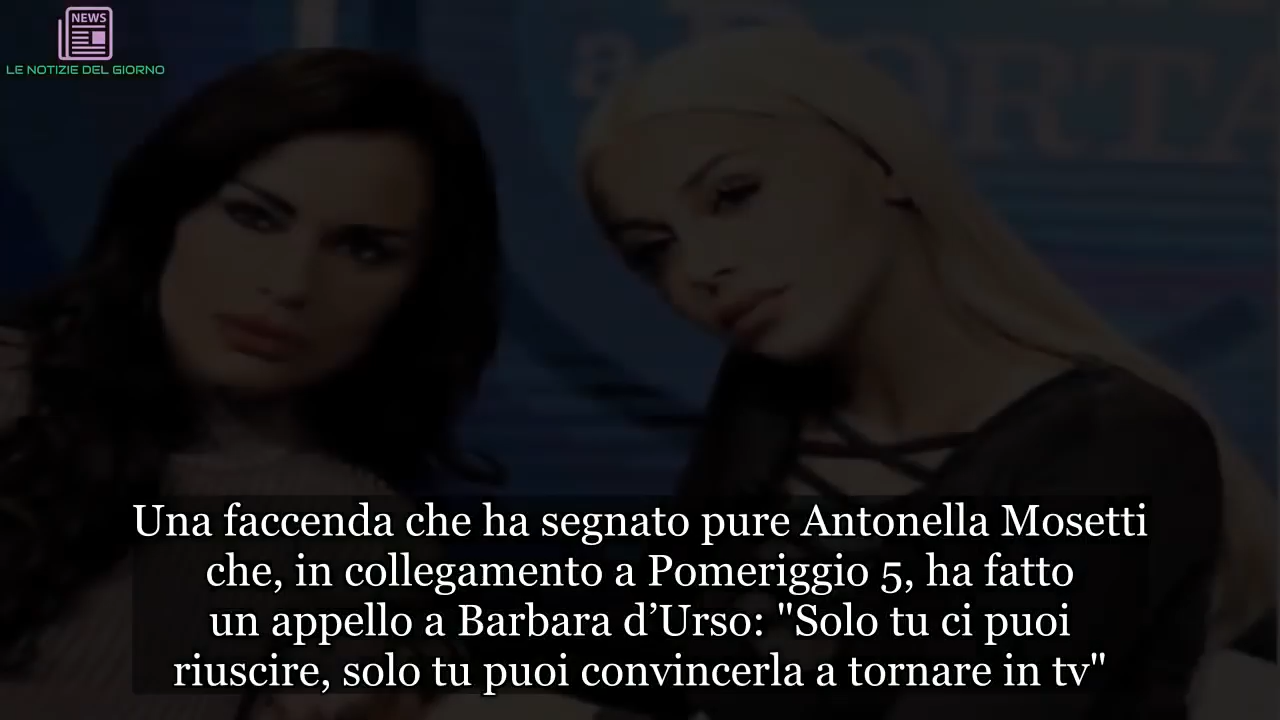 NEWS
LE NOTIZIE DEL GIORNO
a PORTA
Una faccenda che ha segnato pure Antonella Mosetti
che, in collegamento a Pomeriggio 5, ha fatto
un appello a Barbara d’Urso: "Solo tu ci puoi
riuscire, solo tu puoi convincerla a tornare in tv"